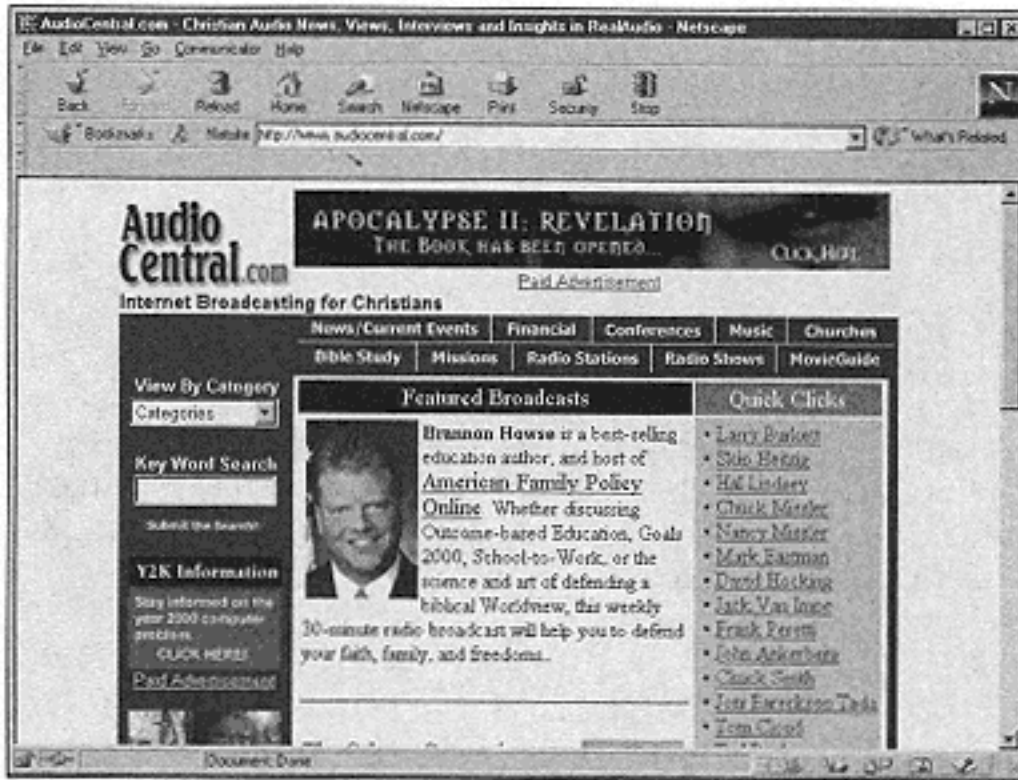 AudioCentral.com - Christian Audio News, Views, Interviews and Insights in RealAudio - Netscape
File Edit View Go Communicator Help
Back Forward Reload Home Search Netscape Print Security Stop
Bookmarks Netsite http://www.audiocentral.com/ What's Related
Audio
Central.com
Internet Broadcasting for Christians
APOCALYPSE II: REVELATION
THE BOOK HAS BEEN OPENED...
CLICK HERE
Paid Advertisement
News/Current Events Financial Conferences Music Churches
Bible Study Missions Radio Stations Radio Shows MovieGuide
View By Category
Categories
Key Word Search
Submit the Search!
Y2K Information
Stay informed on the
year 2000 computer
problem.
CLICK HERE!
Paid Advertisement
Featured Broadcasts
Brannon Howse is a best-selling
education author, and host of
American Family Policy
Online Whether discussing
Outcome-based Education, Goals
2000, School-to-Work, or the
science and art of defending a
biblical Worldview, this weekly
30-minute radio broadcast will help you to defend
your faith, family, and freedoms..
Quick Clicks
• Larry Burkett
• Skip Heitzig
• Hal Lindsey
• Chuck Missler
• Nancy Missler
• Mark Eastman
• David Hocking
• Jack Van Impe
• Frank Peretti
• John Ankerberg
• Chuck Smith
• Joni Eareckson Tada
• Tom Cloud
Document: Done